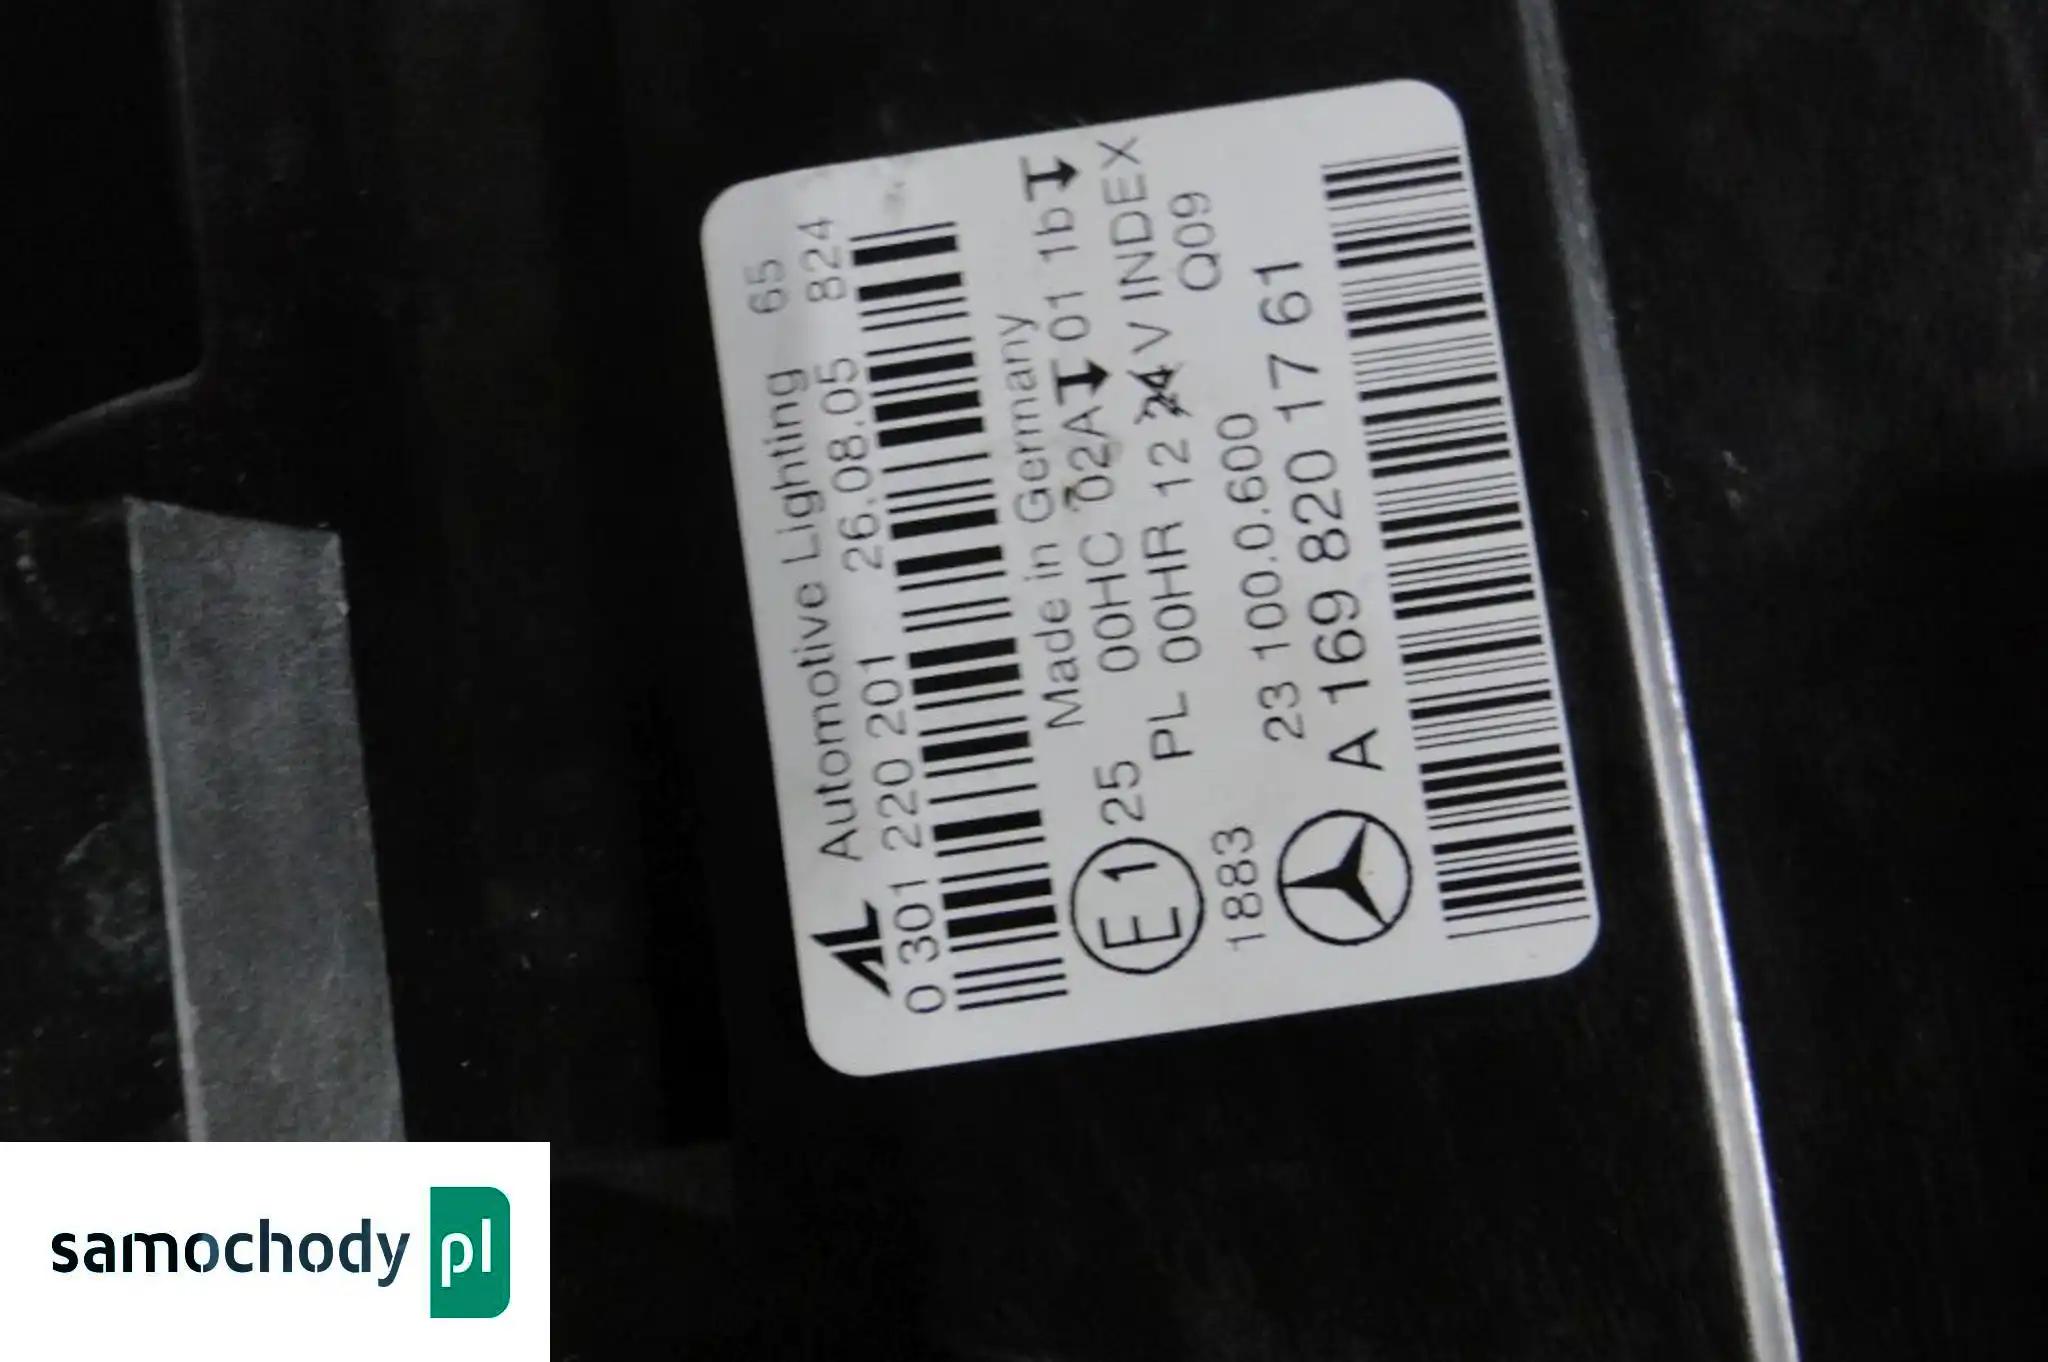 AL Automotive Lighting 65
0 301 220 201 26.08.05 824
Made in Germany
E1 25 00HC 02A 01 1b
PL 00HR 12 24 V INDEX
1883 23 100.0.600 Q09
A 169 820 17 61
samochody pl